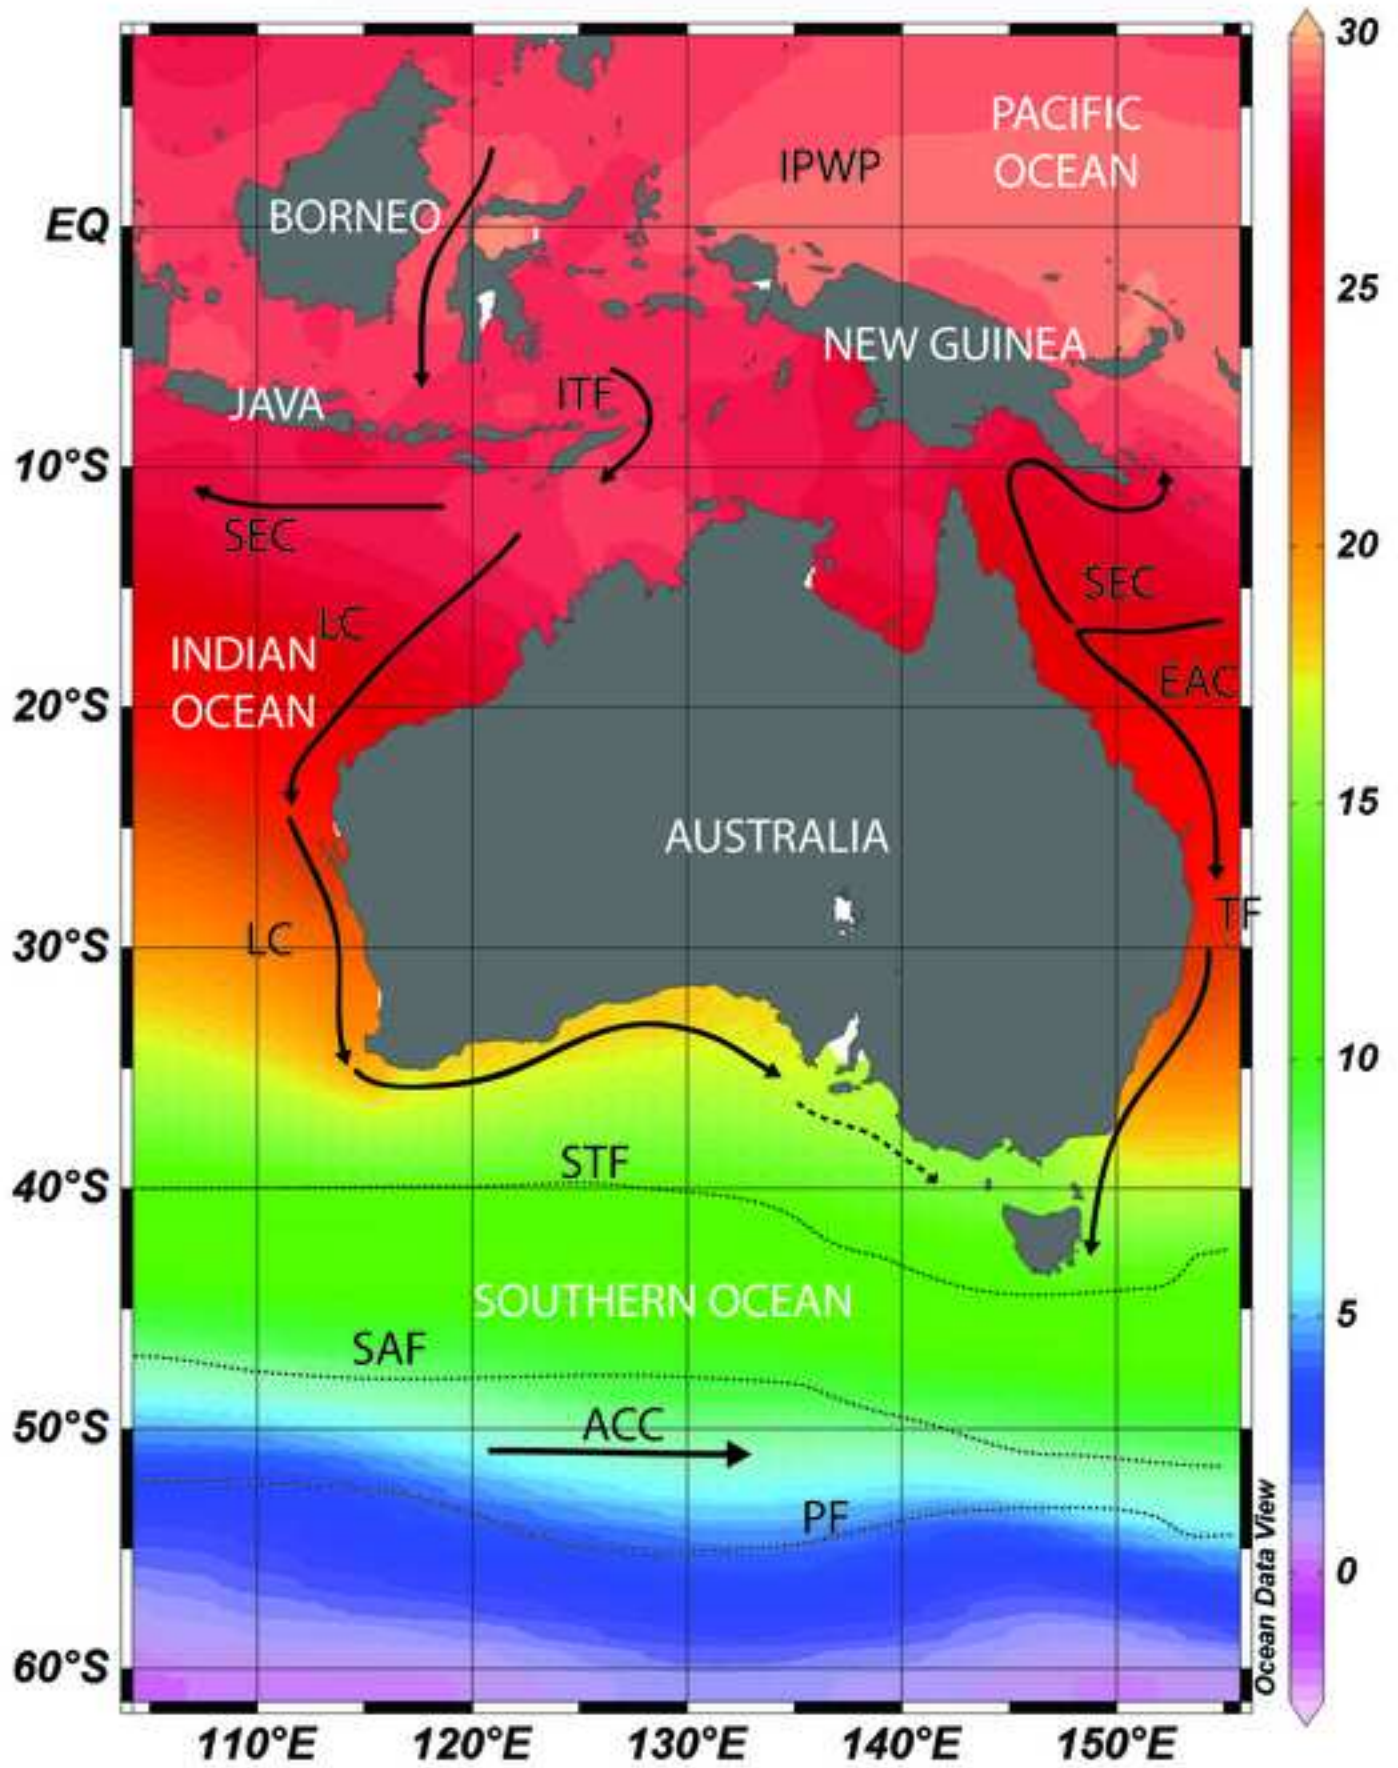 30
PACIFIC
OCEAN
IPWP
BORNEO
EQ
25
NEW GUINEA
JAVA
ITF
10°S
SEC
20
SEC
LC
INDIAN
OCEAN
EAC
20°S
15
AUSTRALIA
TF
LC
30°S
10
STF
40°S
SOUTHERN OCEAN
5
SAF
ACC
50°S
PF
0
Ocean Data View
60°S
110°E 120°E 130°E 140°E 150°E